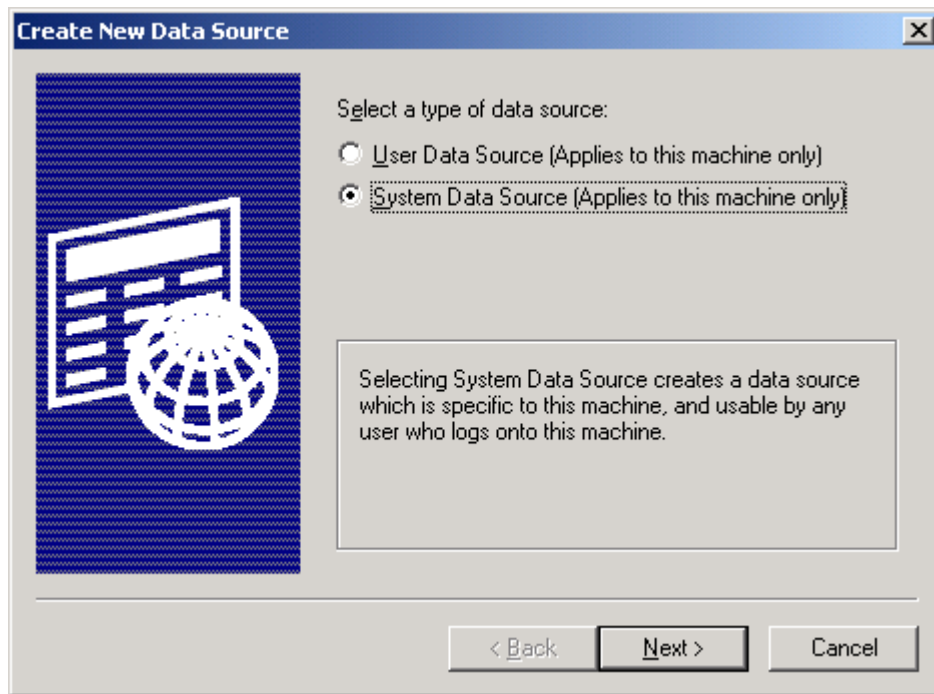 Create New Data Source
Select a type of data source:
User Data Source (Applies to this machine only)
System Data Source (Applies to this machine only)
Selecting System Data Source creates a data source
which is specific to this machine, and usable by any
user who logs onto this machine.
< Back
Next >
Cancel